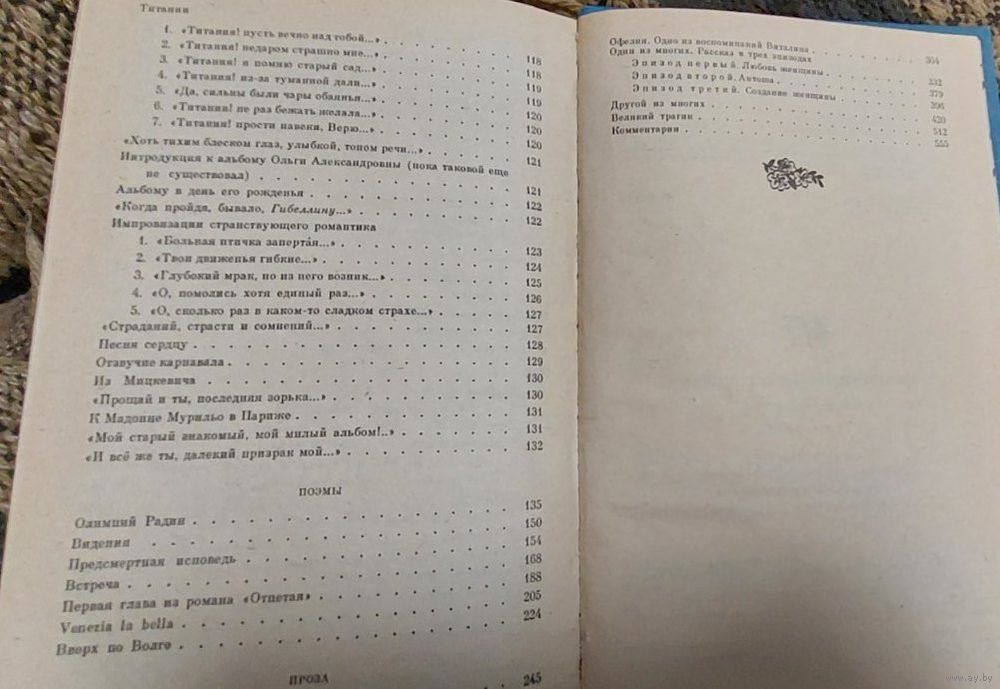 Титании
1. «Титания! пусть вечно над тобой...» 118
2. «Титания! недаром страшно мне...» 118
3. «Титания! я помню старый сад...» 119
4. «Титания! из-за туманной дали...» 119
5. «Да, сильны были чары обаянья...» 120
6. «Титания! не раз бежать желала...» 120
7. «Титания! прости навеки. Верю...» 120
«Хоть тихим блеском глаз, улыбкой, тоном речи...» 121
Интродукция к альбому Ольги Александровны (пока таковой еще
не существовал) 121
Альбому в день его рожденья 122
«Когда пройдя, бывало, Гибеллину...» 122
Импровизации странствующего романтика
1. «Больная птичка запертая...» 123
2. «Твои движенья гибкие...» 124
3. «Глубокий мрак, но из него возник...» 125
4. «О, помолись хотя единый раз...» 126
5. «О, сколько раз в каком-то сладком страхе...» 127
«Страданий, страсти и сомнений...» 127
Песня сердцу 128
Отзвучие карнавала 129
Из Мицкевича 130
«Прощай и ты, последняя зорька...» 130
К Мадонне Мурильо в Париже 131
«Мой старый знакомый, мой милый альбом!..» 131
«И всё же ты, далекий призрак мой...» 132
ПОЭМЫ
Олимпий Радин 135
Видения 150
Предсмертная исповедь 154
Встреча 168
Первая глава из романа «Отпетая» 188
Venezia la bella 205
Вверх по Волге 224
ПРОЗА
245
Офелия. Одно из воспоминаний Виталина 304
Один из многих. Рассказ в трех эпизодах
Эпизод первый. Любовь женщины 332
Эпизод второй. Антоша 379
Эпизод третий. Создание женщины 396
Другой из многих 420
Великий трагик 512
Комментарии 555
www.ay.by